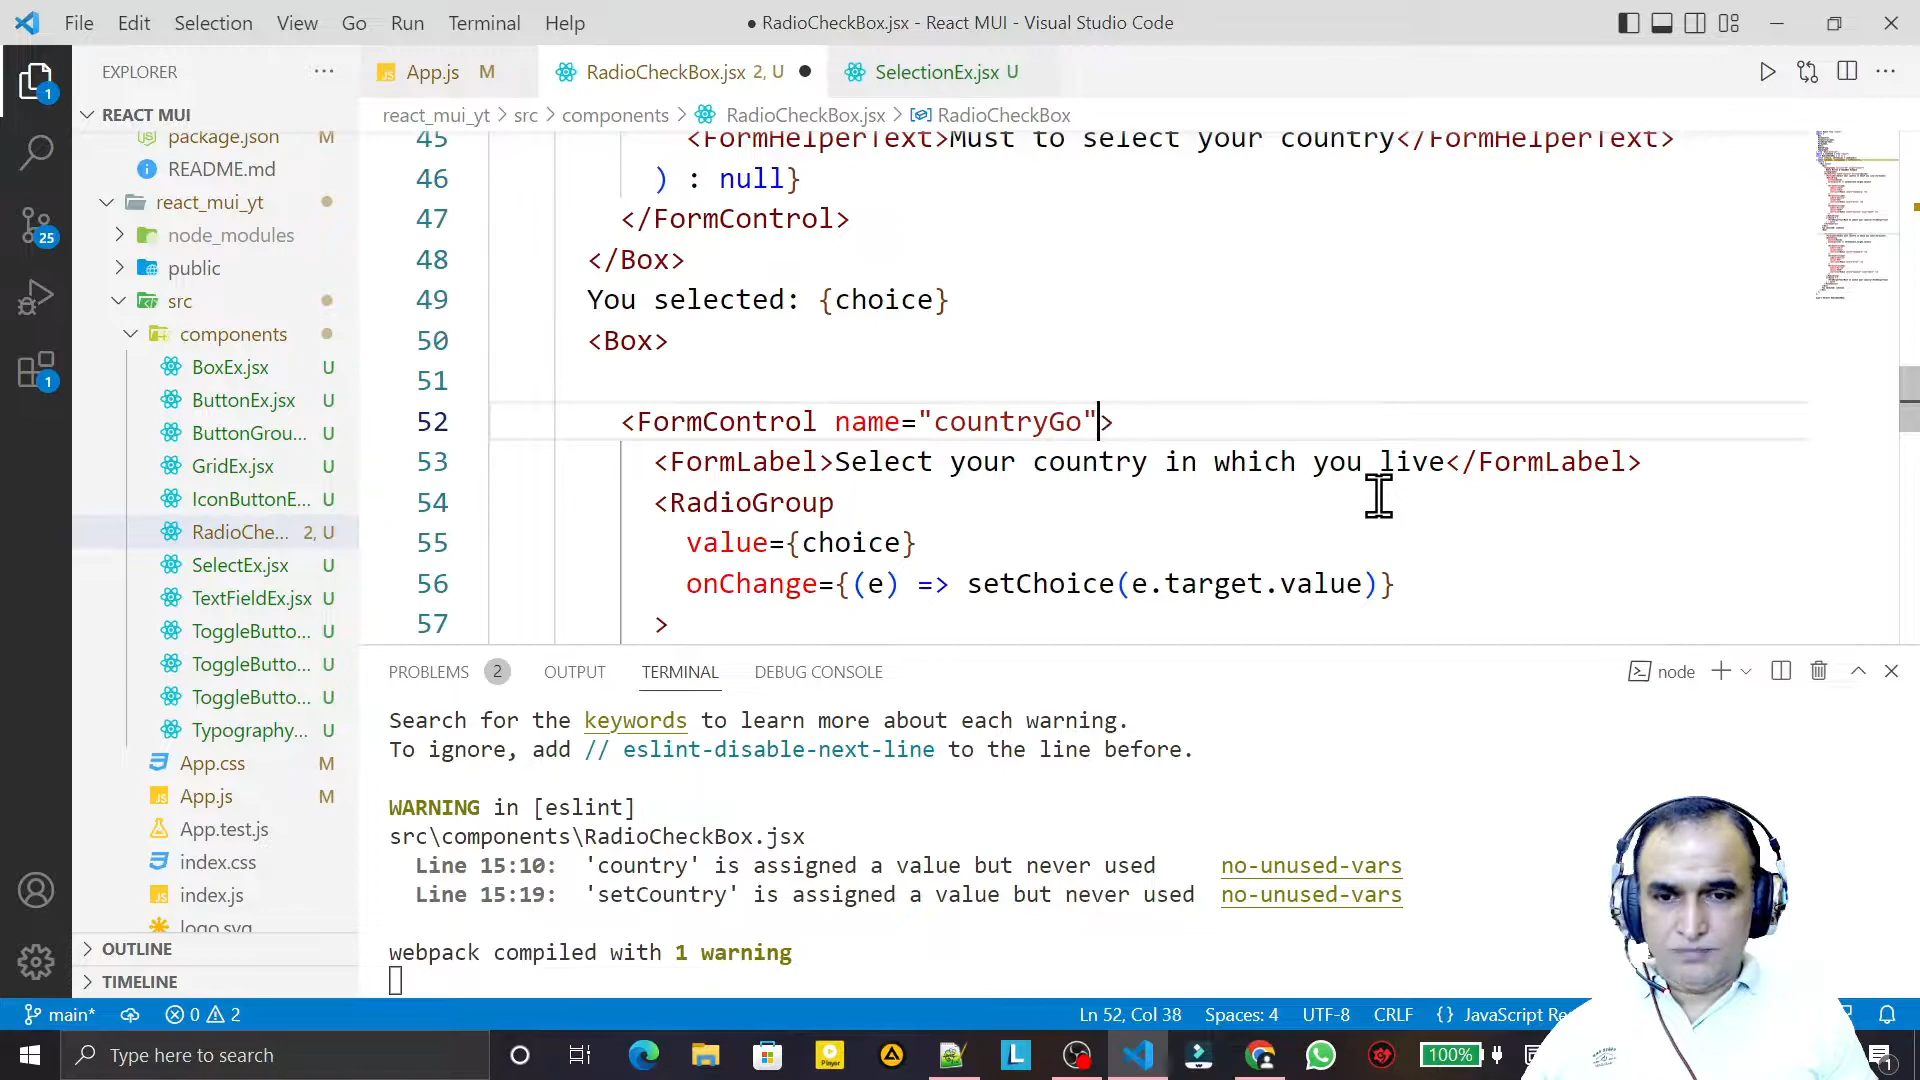 File Edit Selection View Go Run Terminal Help
● RadioCheckBox.jsx - React MUI - Visual Studio Code
EXPLORER
App.js M
RadioCheckBox.jsx 2, U
SelectionEx.jsx U
REACT MUI
react_mui_yt > src > components > RadioCheckBox.jsx > RadioCheckBox
package.json M
README.md
react_mui_yt
node_modules
public
src
components
BoxEx.jsx U
ButtonEx.jsx U
ButtonGrou... U
GridEx.jsx U
IconButtonE... U
RadioChe... 2, U
SelectEx.jsx U
TextFieldEx.jsx U
ToggleButto... U
ToggleButto... U
ToggleButto... U
Typography... U
App.css M
App.js M
App.test.js
index.css
index.js
logo.svg
OUTLINE
TIMELINE
1
25
1
45 <FormHelperText>Must to select your country</FormHelperText>
46 ) : null}
47 </FormControl>
48 </Box>
49 You selected: {choice}
50 <Box>
51
52 <FormControl name="countryGo">
53 <FormLabel>Select your country in which you live</FormLabel>
54 <RadioGroup
55 value={choice}
56 onChange={(e) => setChoice(e.target.value)}
57 >
PROBLEMS 2 OUTPUT TERMINAL DEBUG CONSOLE
node
Search for the keywords to learn more about each warning.
To ignore, add // eslint-disable-next-line to the line before.
WARNING in [eslint]
src\components\RadioCheckBox.jsx
Line 15:10: 'country' is assigned a value but never used no-unused-vars
Line 15:19: 'setCountry' is assigned a value but never used no-unused-vars
webpack compiled with 1 warning
main* 0 2
Ln 52, Col 38 Spaces: 4 UTF-8 CRLF {} JavaScript
Type here to search
Player
L
100%
1